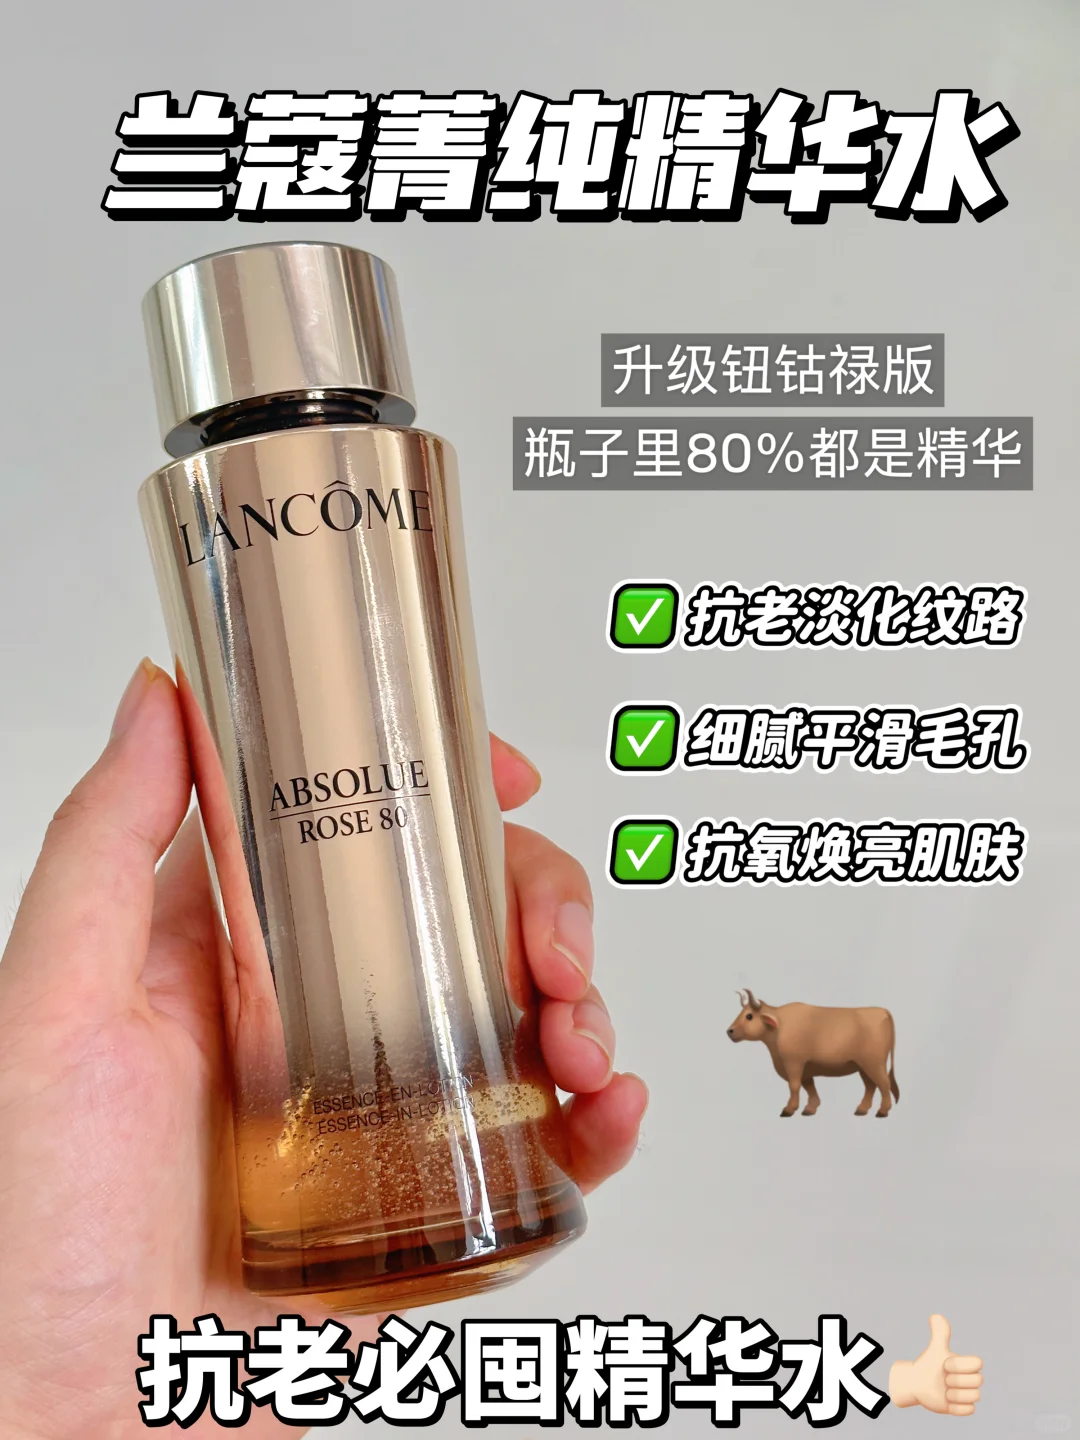 兰蔻菁纯精华水
升级钮钴禄版
瓶子里80%都是精华
LANCÔME
抗老淡化纹路
细腻平滑毛孔
ABSOLUE
ROSE 80
抗氧焕亮肌肤
ESSENCE-EN-LOTION
ESSENCE-IN-LOTION
抗老必囤精华水